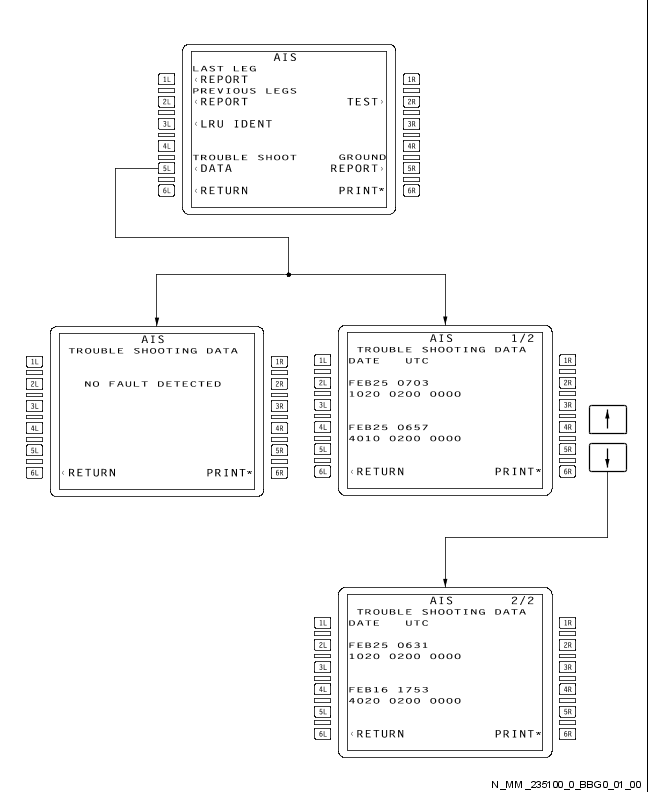 AIS
LAST LEG
1L ‹REPORT 1R
PREVIOUS LEGS
2L ‹REPORT TEST› 2R
3L ‹LRU IDENT 3R
4L 4R
TROUBLE SHOOT GROUND
5L ‹DATA REPORT› 5R
6L ‹RETURN PRINT* 6R
AIS
TROUBLE SHOOTING DATA
1L 1R
2L NO FAULT DETECTED 2R
3L 3R
4L 4R
5L 5R
6L ‹RETURN PRINT* 6R
AIS 1/2
TROUBLE SHOOTING DATA
1L DATE UTC 1R
2L FEB25 0703 2R
1020 0200 0000
3L 3R
4L FEB25 0657 4R
4010 0200 0000
5L 5R
6L ‹RETURN PRINT* 6R
AIS 2/2
TROUBLE SHOOTING DATA
1L DATE UTC 1R
2L FEB25 0631 2R
1020 0200 0000
3L 3R
4L FEB16 1753 4R
4020 0200 0000
5L 5R
6L ‹RETURN PRINT* 6R
N_MM_235100_0_BBG0_01_00